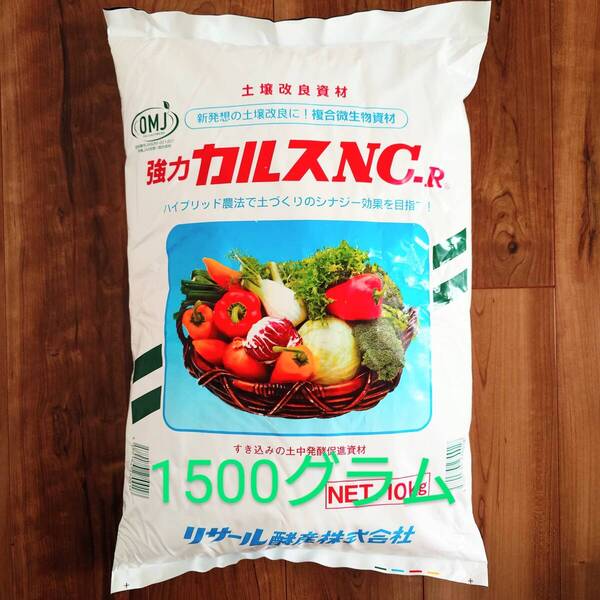 土壌改良資材
新発想の土壌改良に！複合微生物資材
OMJ
強力カルスNC-R®
ハイブリッド農法で土づくりのシナジー効果を目指す！
すき込みの土中発酵促進資材
1500グラム
NET 10kg
リサール酵産株式会社